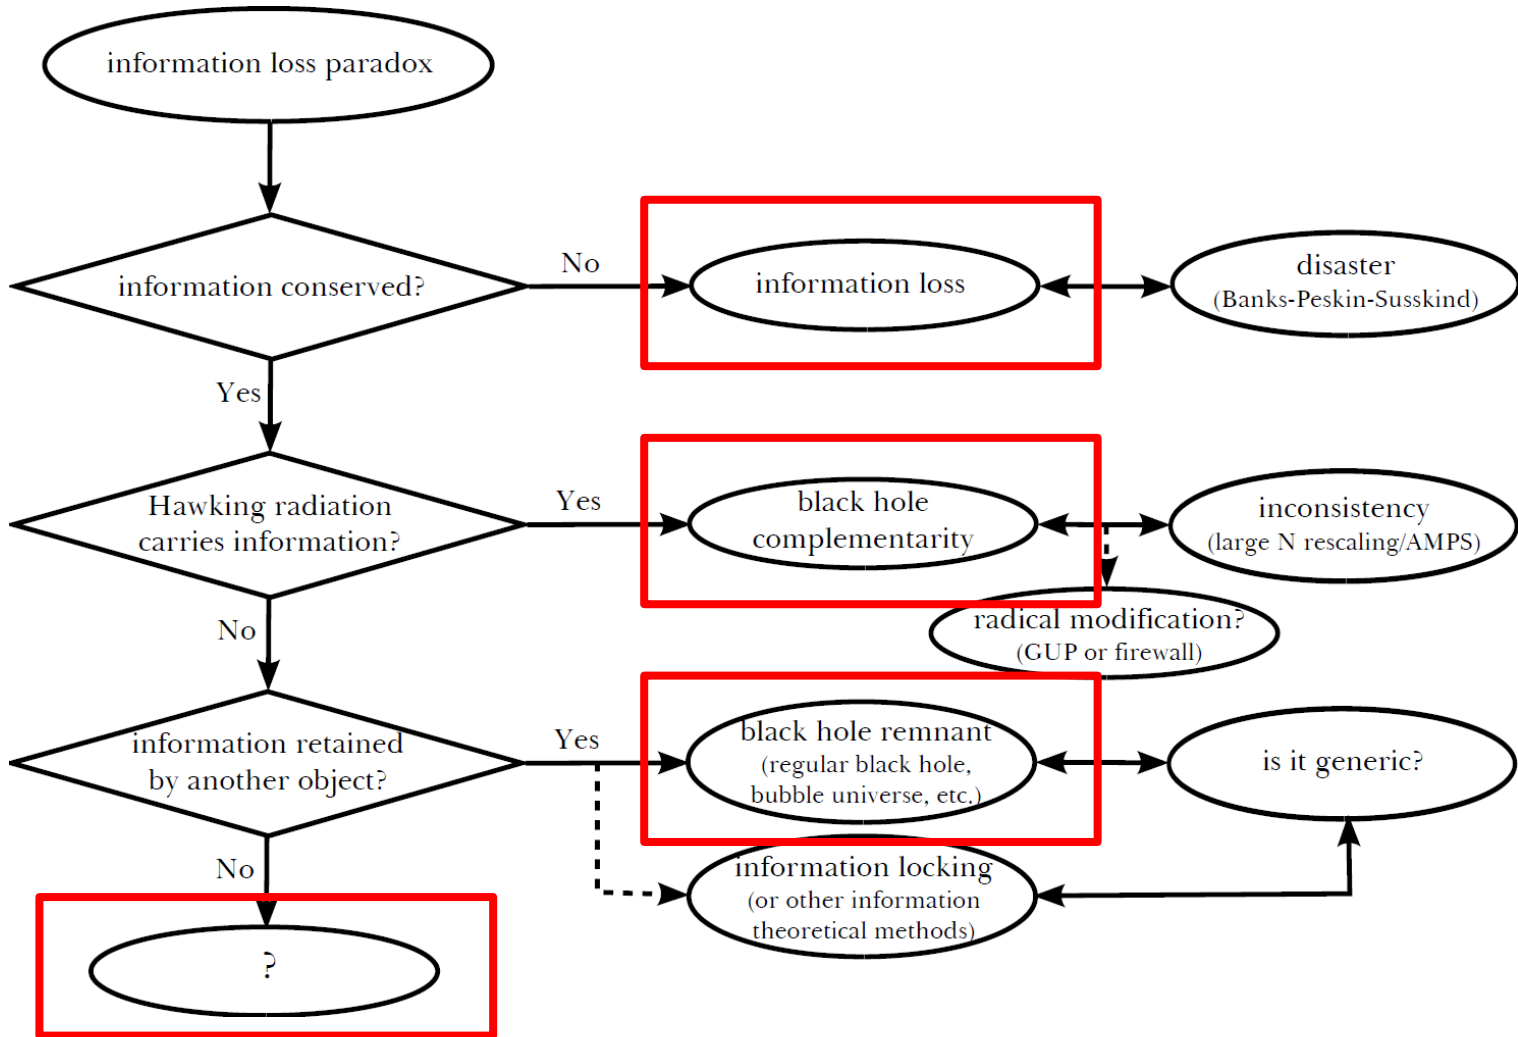 information loss paradox
No
information conserved?
information loss
disaster
(Banks-Peskin-Susskind)
Yes
Hawking radiation
carries information?
Yes
black hole
complementarity
inconsistency
(large N rescaling/AMPS)
radical modification?
(GUP or firewall)
No
information retained
by another object?
Yes
black hole remnant
(regular black hole,
bubble universe, etc.)
is it generic?
information locking
(or other information
theoretical methods)
No
?